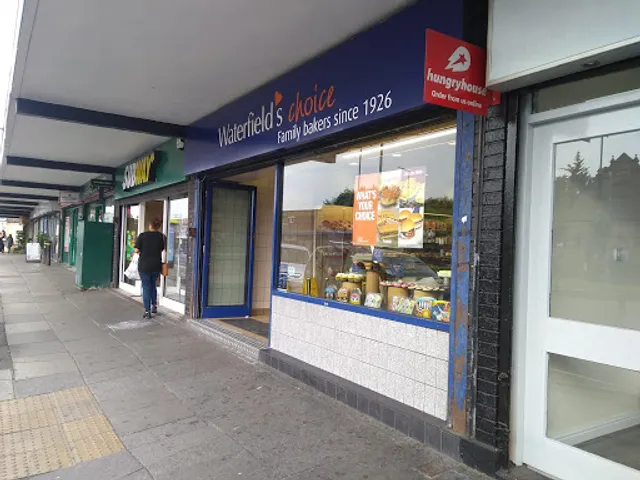 Waterfield's choice
Family bakers since 1926
hungryhouse
Order from us online
SUBWAY
WHAT'S
YOUR
CHOICE